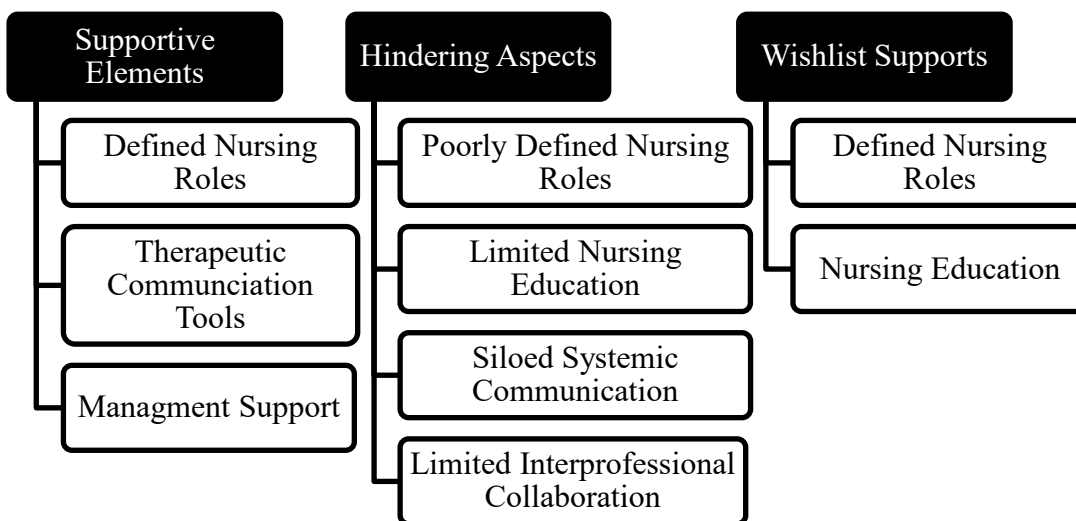 Supportive
Elements
Defined Nursing
Roles
Therapeutic
Communciation
Tools
Managment Support
Hindering Aspects
Poorly Defined Nursing
Roles
Limited Nursing
Education
Siloed Systemic
Communication
Limited Interprofessional
Collaboration
Wishlist Supports
Defined Nursing
Roles
Nursing Education